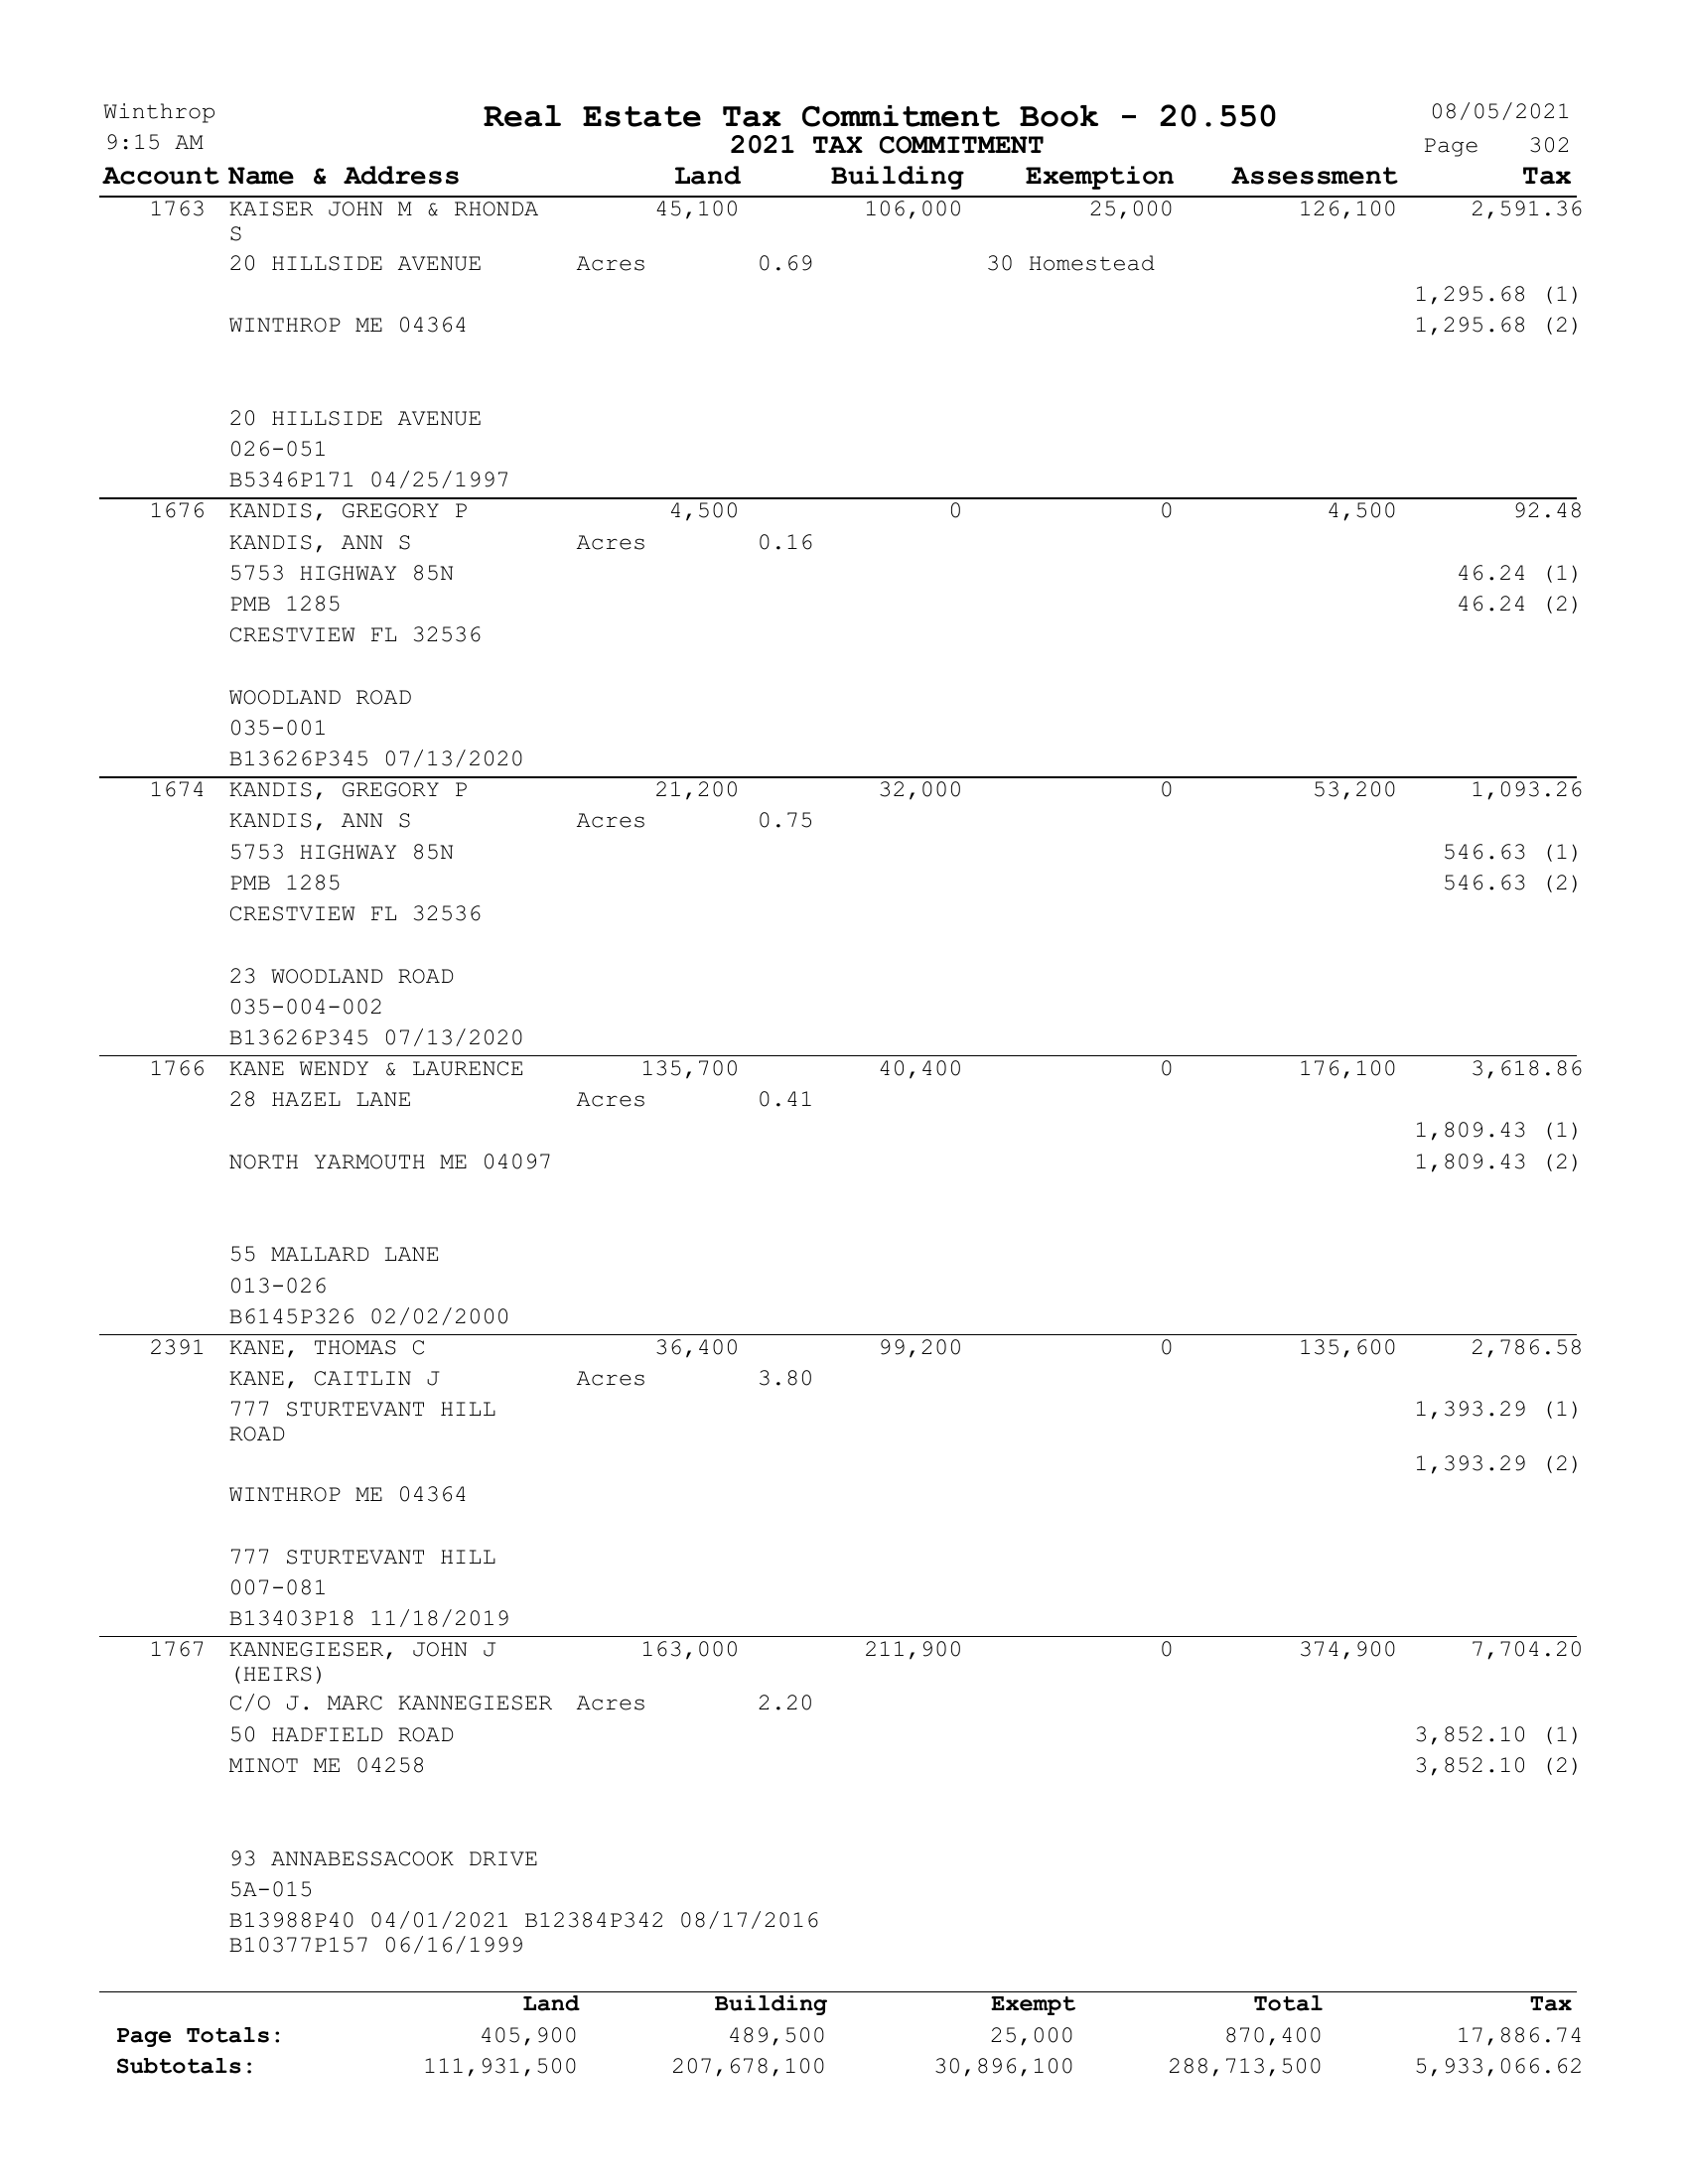 Winthrop Real Estate Tax Commitment Book - 20.550 08/05/2021
9:15 AM 2021 TAX COMMITMENT Page 302
Account Name & Address Land Building Exemption Assessment Tax
1763 KAISER JOHN M & RHONDA 45,100 106,000 25,000 126,100 2,591.36
S
20 HILLSIDE AVENUE Acres 0.69 30 Homestead
1,295.68 (1)
WINTHROP ME 04364 1,295.68 (2)
20 HILLSIDE AVENUE
026-051
B5346P171 04/25/1997
1676 KANDIS, GREGORY P 4,500 0 0 4,500 92.48
KANDIS, ANN S Acres 0.16
5753 HIGHWAY 85N 46.24 (1)
PMB 1285 46.24 (2)
CRESTVIEW FL 32536
WOODLAND ROAD
035-001
B13626P345 07/13/2020
1674 KANDIS, GREGORY P 21,200 32,000 0 53,200 1,093.26
KANDIS, ANN S Acres 0.75
5753 HIGHWAY 85N 546.63 (1)
PMB 1285 546.63 (2)
CRESTVIEW FL 32536
23 WOODLAND ROAD
035-004-002
B13626P345 07/13/2020
1766 KANE WENDY & LAURENCE 135,700 40,400 0 176,100 3,618.86
28 HAZEL LANE Acres 0.41
1,809.43 (1)
NORTH YARMOUTH ME 04097 1,809.43 (2)
55 MALLARD LANE
013-026
B6145P326 02/02/2000
2391 KANE, THOMAS C 36,400 99,200 0 135,600 2,786.58
KANE, CAITLIN J Acres 3.80
777 STURTEVANT HILL 1,393.29 (1)
ROAD
1,393.29 (2)
WINTHROP ME 04364
777 STURTEVANT HILL
007-081
B13403P18 11/18/2019
1767 KANNEGIESER, JOHN J 163,000 211,900 0 374,900 7,704.20
(HEIRS)
C/O J. MARC KANNEGIESER Acres 2.20
50 HADFIELD ROAD 3,852.10 (1)
MINOT ME 04258 3,852.10 (2)
93 ANNABESSACOOK DRIVE
5A-015
B13988P40 04/01/2021 B12384P342 08/17/2016
B10377P157 06/16/1999
Land Building Exempt Total Tax
Page Totals: 405,900 489,500 25,000 870,400 17,886.74
Subtotals: 111,931,500 207,678,100 30,896,100 288,713,500 5,933,066.62